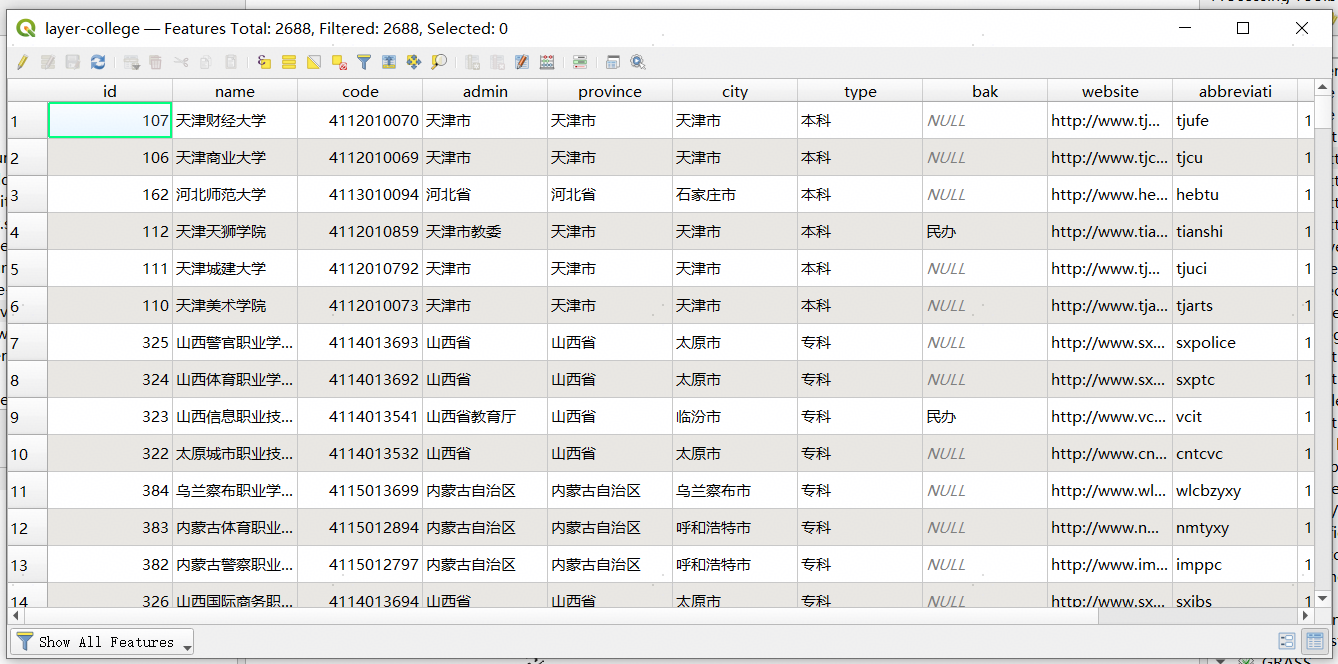 layer-college — Features Total: 2688, Filtered: 2688, Selected: 0
id name code admin province city type bak website abbreviati
1 107 天津财经大学 4112010070 天津市 天津市 天津市 本科 NULL http://www.tj... tjufe 1
2 106 天津商业大学 4112010069 天津市 天津市 天津市 本科 NULL http://www.tjc... tjcu 1
3 162 河北师范大学 4113010094 河北省 河北省 石家庄市 本科 NULL http://www.he... hebtu 1
4 112 天津天狮学院 4112010859 天津市教委 天津市 天津市 本科 民办 http://www.tia... tianshi 1
5 111 天津城建大学 4112010792 天津市 天津市 天津市 本科 NULL http://www.tj... tjuci 1
6 110 天津美术学院 4112010073 天津市 天津市 天津市 本科 NULL http://www.tja... tjarts 1
7 325 山西警官职业学... 4114013693 山西省 山西省 太原市 专科 NULL http://www.sx... sxpolice 1
8 324 山西体育职业学... 4114013692 山西省 山西省 太原市 专科 NULL http://www.sx... sxptc 1
9 323 山西信息职业技... 4114013541 山西省教育厅 山西省 临汾市 专科 民办 http://www.vc... vcit 1
10 322 太原城市职业技... 4114013532 山西省 山西省 太原市 专科 NULL http://www.cn... cntcvc 1
11 384 乌兰察布职业学... 4115013699 内蒙古自治区 内蒙古自治区 乌兰察布市 专科 NULL http://www.wl... wlcbzyxy 1
12 383 内蒙古体育职业... 4115012894 内蒙古自治区 内蒙古自治区 呼和浩特市 专科 NULL http://www.n... nmtyxy 1
13 382 内蒙古警察职业... 4115012797 内蒙古自治区 内蒙古自治区 呼和浩特市 专科 NULL http://www.im... imppc 1
14 326 山西国际商务职... 4114013694 山西省 山西省 太原市 专科 NULL http://www.sx... sxibs 1
Show All Features
GRASS